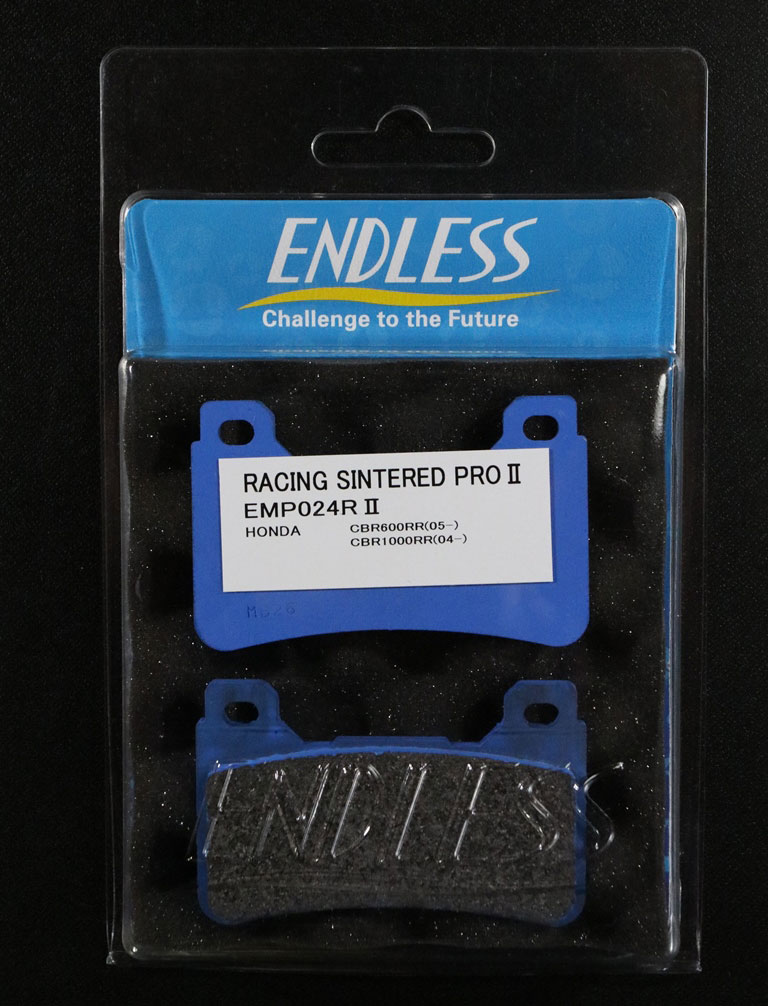 ENDLESS
Challenge to the Future
RACING SINTERED PRO Ⅱ
EMP024R Ⅱ
HONDA CBR600RR(05-)
CBR1000RR(04-)
ENDLESS